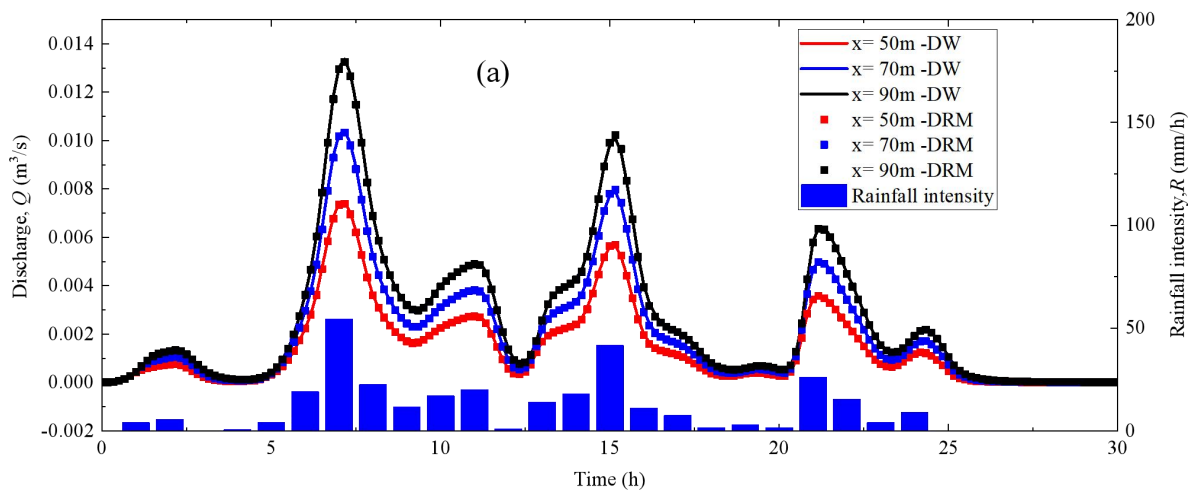 (a)
x= 50m -DW
x= 70m -DW
x= 90m -DW
x= 50m -DRM
x= 70m -DRM
x= 90m -DRM
Rainfall intensity
Discharge, Q (m³/s)
0.014
0.012
0.010
0.008
0.006
0.004
0.002
0.000
-0.002
200
150
100
50
0
Rainfall intensity,R (mm/h)
0 5 10 15 20 25 30
Time (h)